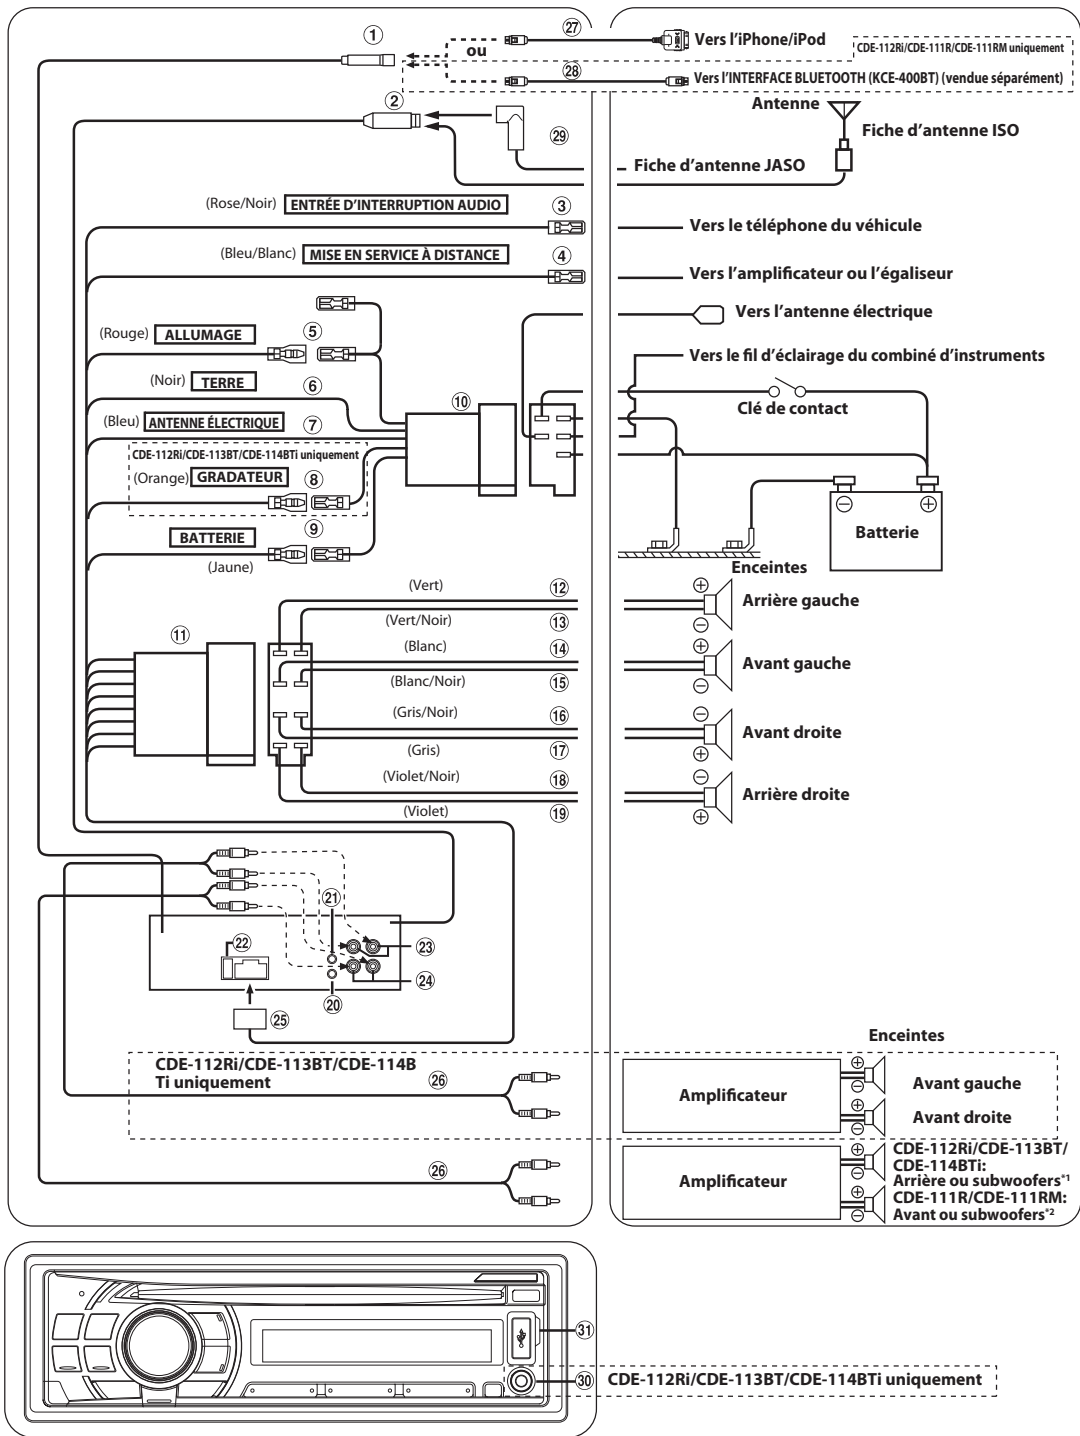 ①
ou
㉗
Vers l'iPhone/iPod
CDE-112Ri/CDE-111R/CDE-111RM uniquement
㉘
Vers l'INTERFACE BLUETOOTH (KCE-400BT) (vendue séparément)
②
Antenne
㉙
Fiche d'antenne ISO
Fiche d'antenne JASO
(Rose/Noir) ENTRÉE D'INTERRUPTION AUDIO
③
Vers le téléphone du véhicule
(Bleu/Blanc) MISE EN SERVICE À DISTANCE
④
Vers l'amplificateur ou l'égaliseur
Vers l'antenne électrique
(Rouge) ALLUMAGE
⑤
Vers le fil d'éclairage du combiné d'instruments
(Noir) TERRE
⑥
⑩
Clé de contact
(Bleu) ANTENNE ÉLECTRIQUE
⑦
CDE-112Ri/CDE-113BT/CDE-114BTi uniquement
(Orange) GRADATEUR
⑧
⊖ ⊕
Batterie
BATTERIE
⑨
(Jaune)
Enceintes
(Vert)
⑫
⊕
Arrière gauche
(Vert/Noir)
⑬
⊖
⑪
(Blanc)
⑭
⊕
Avant gauche
(Blanc/Noir)
⑮
⊖
(Gris/Noir)
⑯
⊖
Avant droite
(Gris)
⑰
⊕
(Violet/Noir)
⑱
⊖
Arrière droite
(Violet)
⑲
⊕
㉑
㉒
㉓
㉔
⑳
㉕
Enceintes
CDE-112Ri/CDE-113BT/CDE-114B
Ti uniquement
㉖
Amplificateur
⊕
⊖
Avant gauche
⊕
⊖
Avant droite
㉖
Amplificateur
⊕
⊖
CDE-112Ri/CDE-113BT/
CDE-114BTi:
Arrière ou subwoofers*1
⊕
⊖
CDE-111R/CDE-111RM:
Avant ou subwoofers*2
㉛
㉚
CDE-112Ri/CDE-113BT/CDE-114BTi uniquement